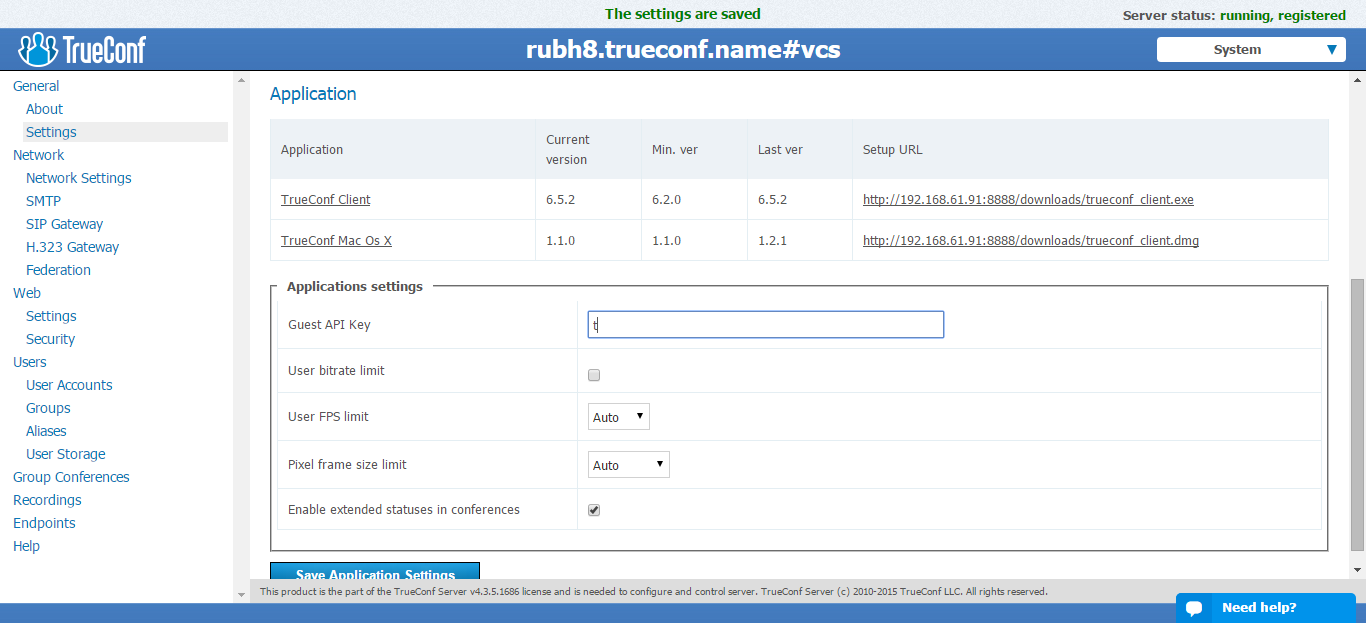 The settings are saved
Server status: running, registered
TrueConf
rubh8.trueconf.name#vcs
System
General
About
Settings
Network
Network Settings
SMTP
SIP Gateway
H.323 Gateway
Federation
Web
Settings
Security
Users
User Accounts
Groups
Aliases
User Storage
Group Conferences
Recordings
Endpoints
Help
Application
Application Current version Min. ver Last ver Setup URL
TrueConf Client 6.5.2 6.2.0 6.5.2 http://192.168.61.91:8888/downloads/trueconf_client.exe
TrueConf Mac Os X 1.1.0 1.1.0 1.2.1 http://192.168.61.91:8888/downloads/trueconf_client.dmg
Applications settings
Guest API Key t
User bitrate limit
User FPS limit Auto
Pixel frame size limit Auto
Enable extended statuses in conferences
Save Application Settings
This product is the part of the TrueConf Server v4.3.5.1686 license and is needed to configure and control server. TrueConf Server (c) 2010-2015 TrueConf LLC. All rights reserved.
Need help?